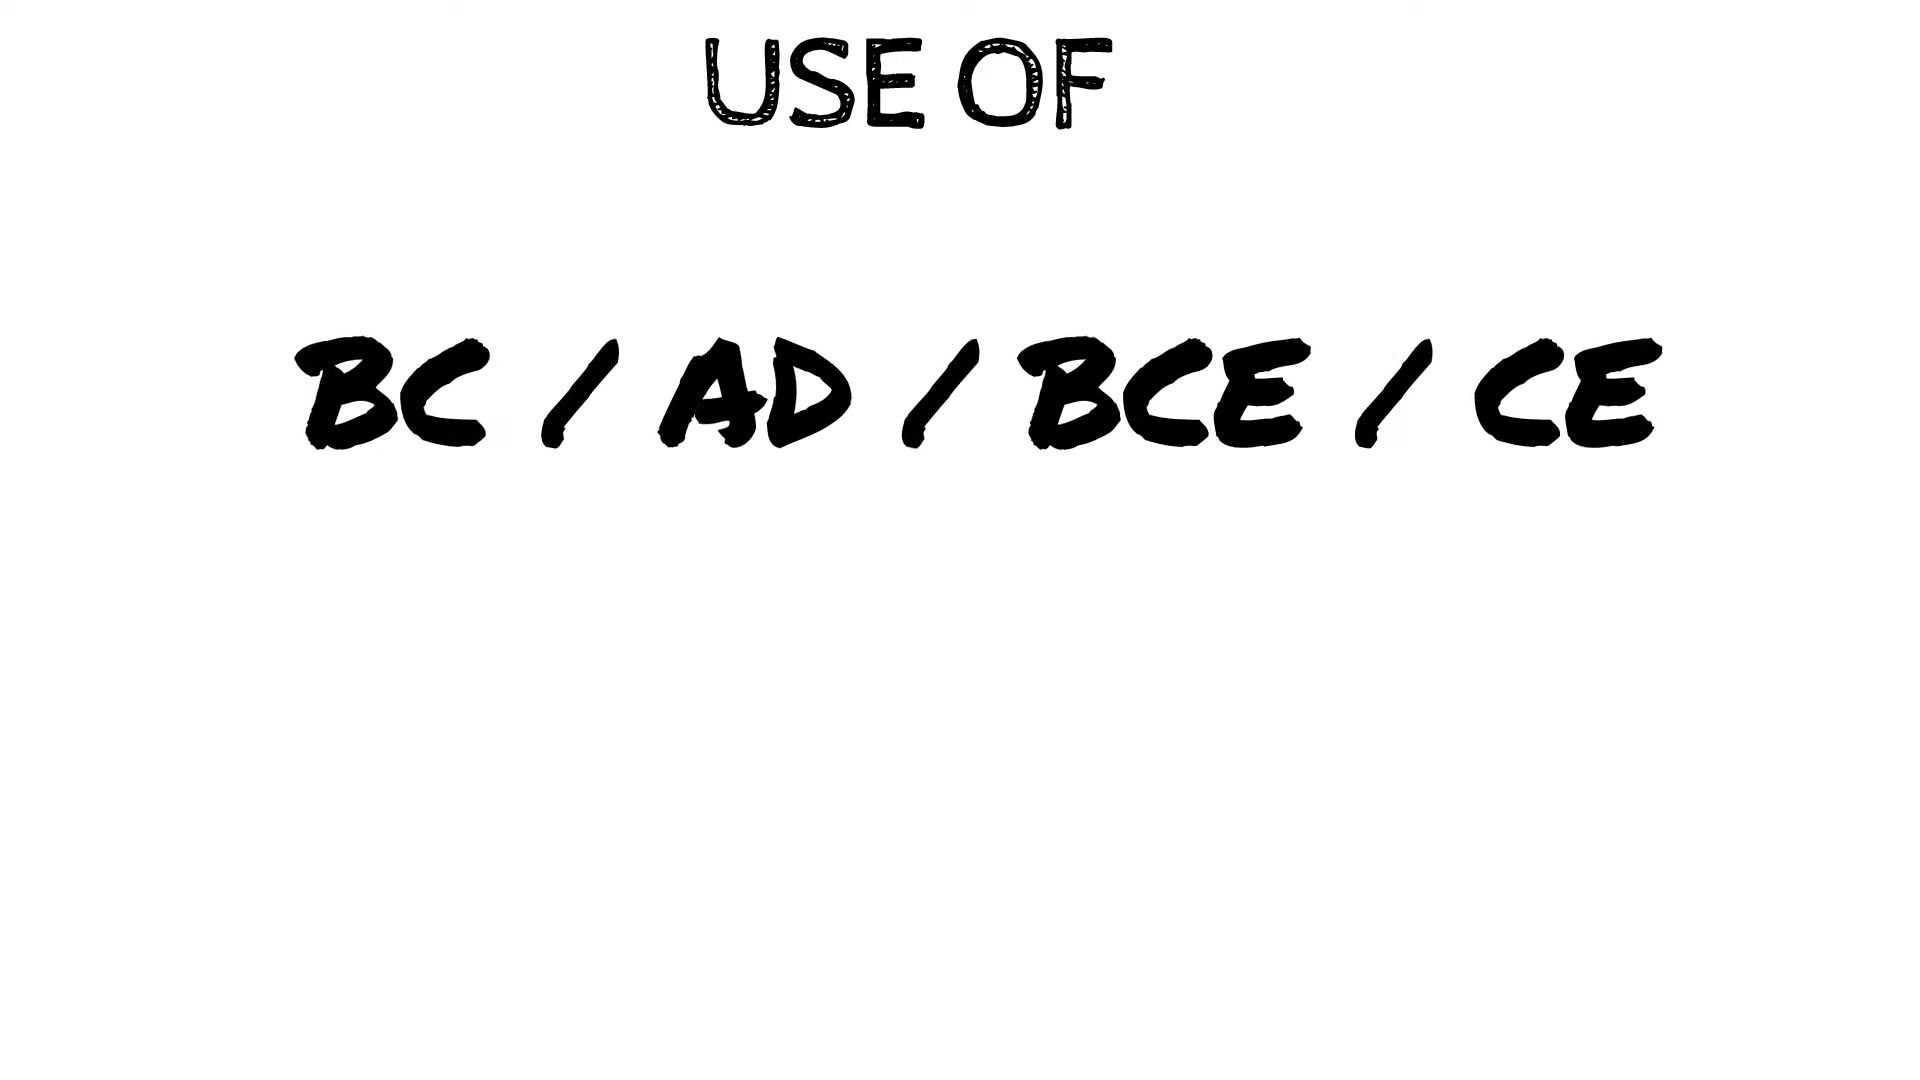 USE OF
BC / AD / BCE / CE